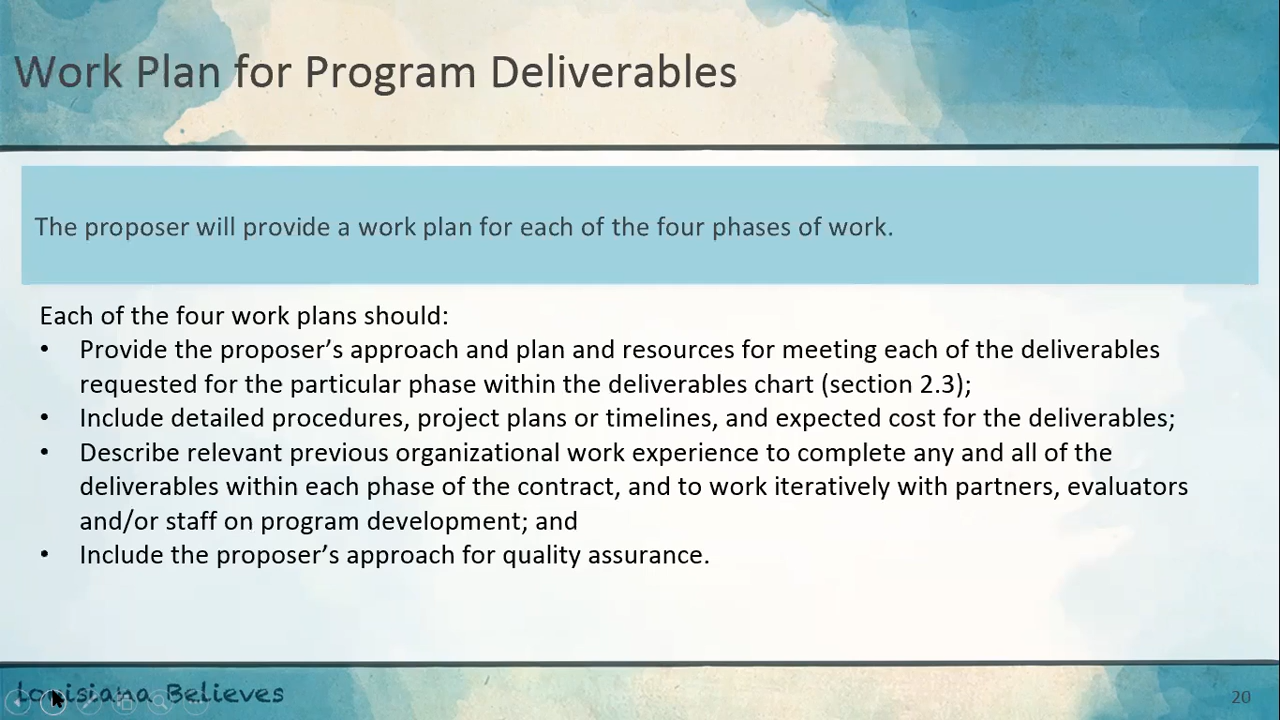 Work Plan for Program Deliverables
The proposer will provide a work plan for each of the four phases of work.
Each of the four work plans should:
• Provide the proposer’s approach and plan and resources for meeting each of the deliverables
requested for the particular phase within the deliverables chart (section 2.3);
• Include detailed procedures, project plans or timelines, and expected cost for the deliverables;
• Describe relevant previous organizational work experience to complete any and all of the
deliverables within each phase of the contract, and to work iteratively with partners, evaluators
and/or staff on program development; and
• Include the proposer’s approach for quality assurance.
Louisiana Believes
20